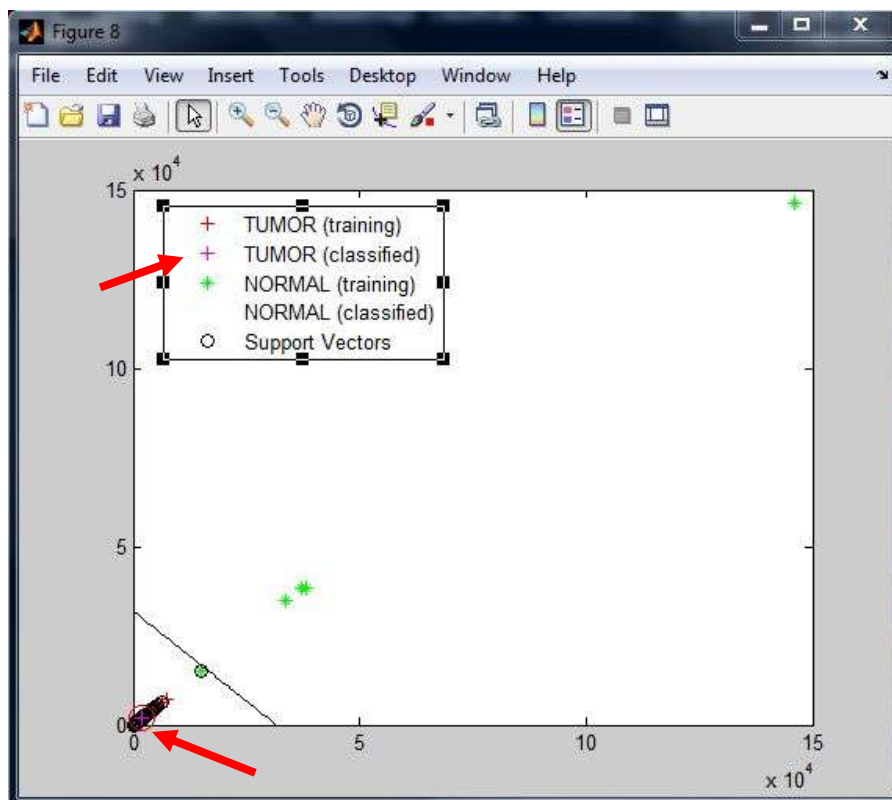 Figure 8
File Edit View Insert Tools Desktop Window Help
x 10^4
15
TUMOR (training)
TUMOR (classified)
NORMAL (training)
NORMAL (classified)
Support Vectors
10
5
0
0 5 10 15
x 10^4